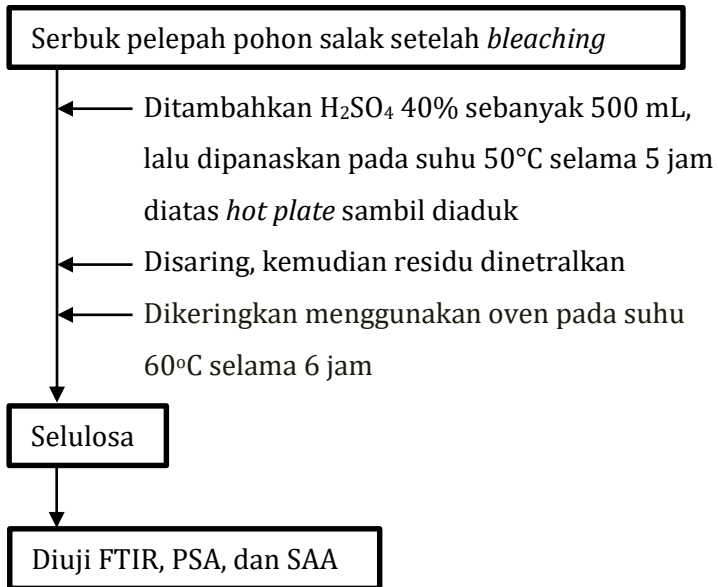 Serbuk pelepah pohon salak setelah bleaching
Ditambahkan H₂SO₄ 40% sebanyak 500 mL,
lalu dipanaskan pada suhu 50°C selama 5 jam
diatas hot plate sambil diaduk
Disaring, kemudian residu dinetralkan
Dikeringkan menggunakan oven pada suhu
60ᵒC selama 6 jam
Selulosa
Diuji FTIR, PSA, dan SAA